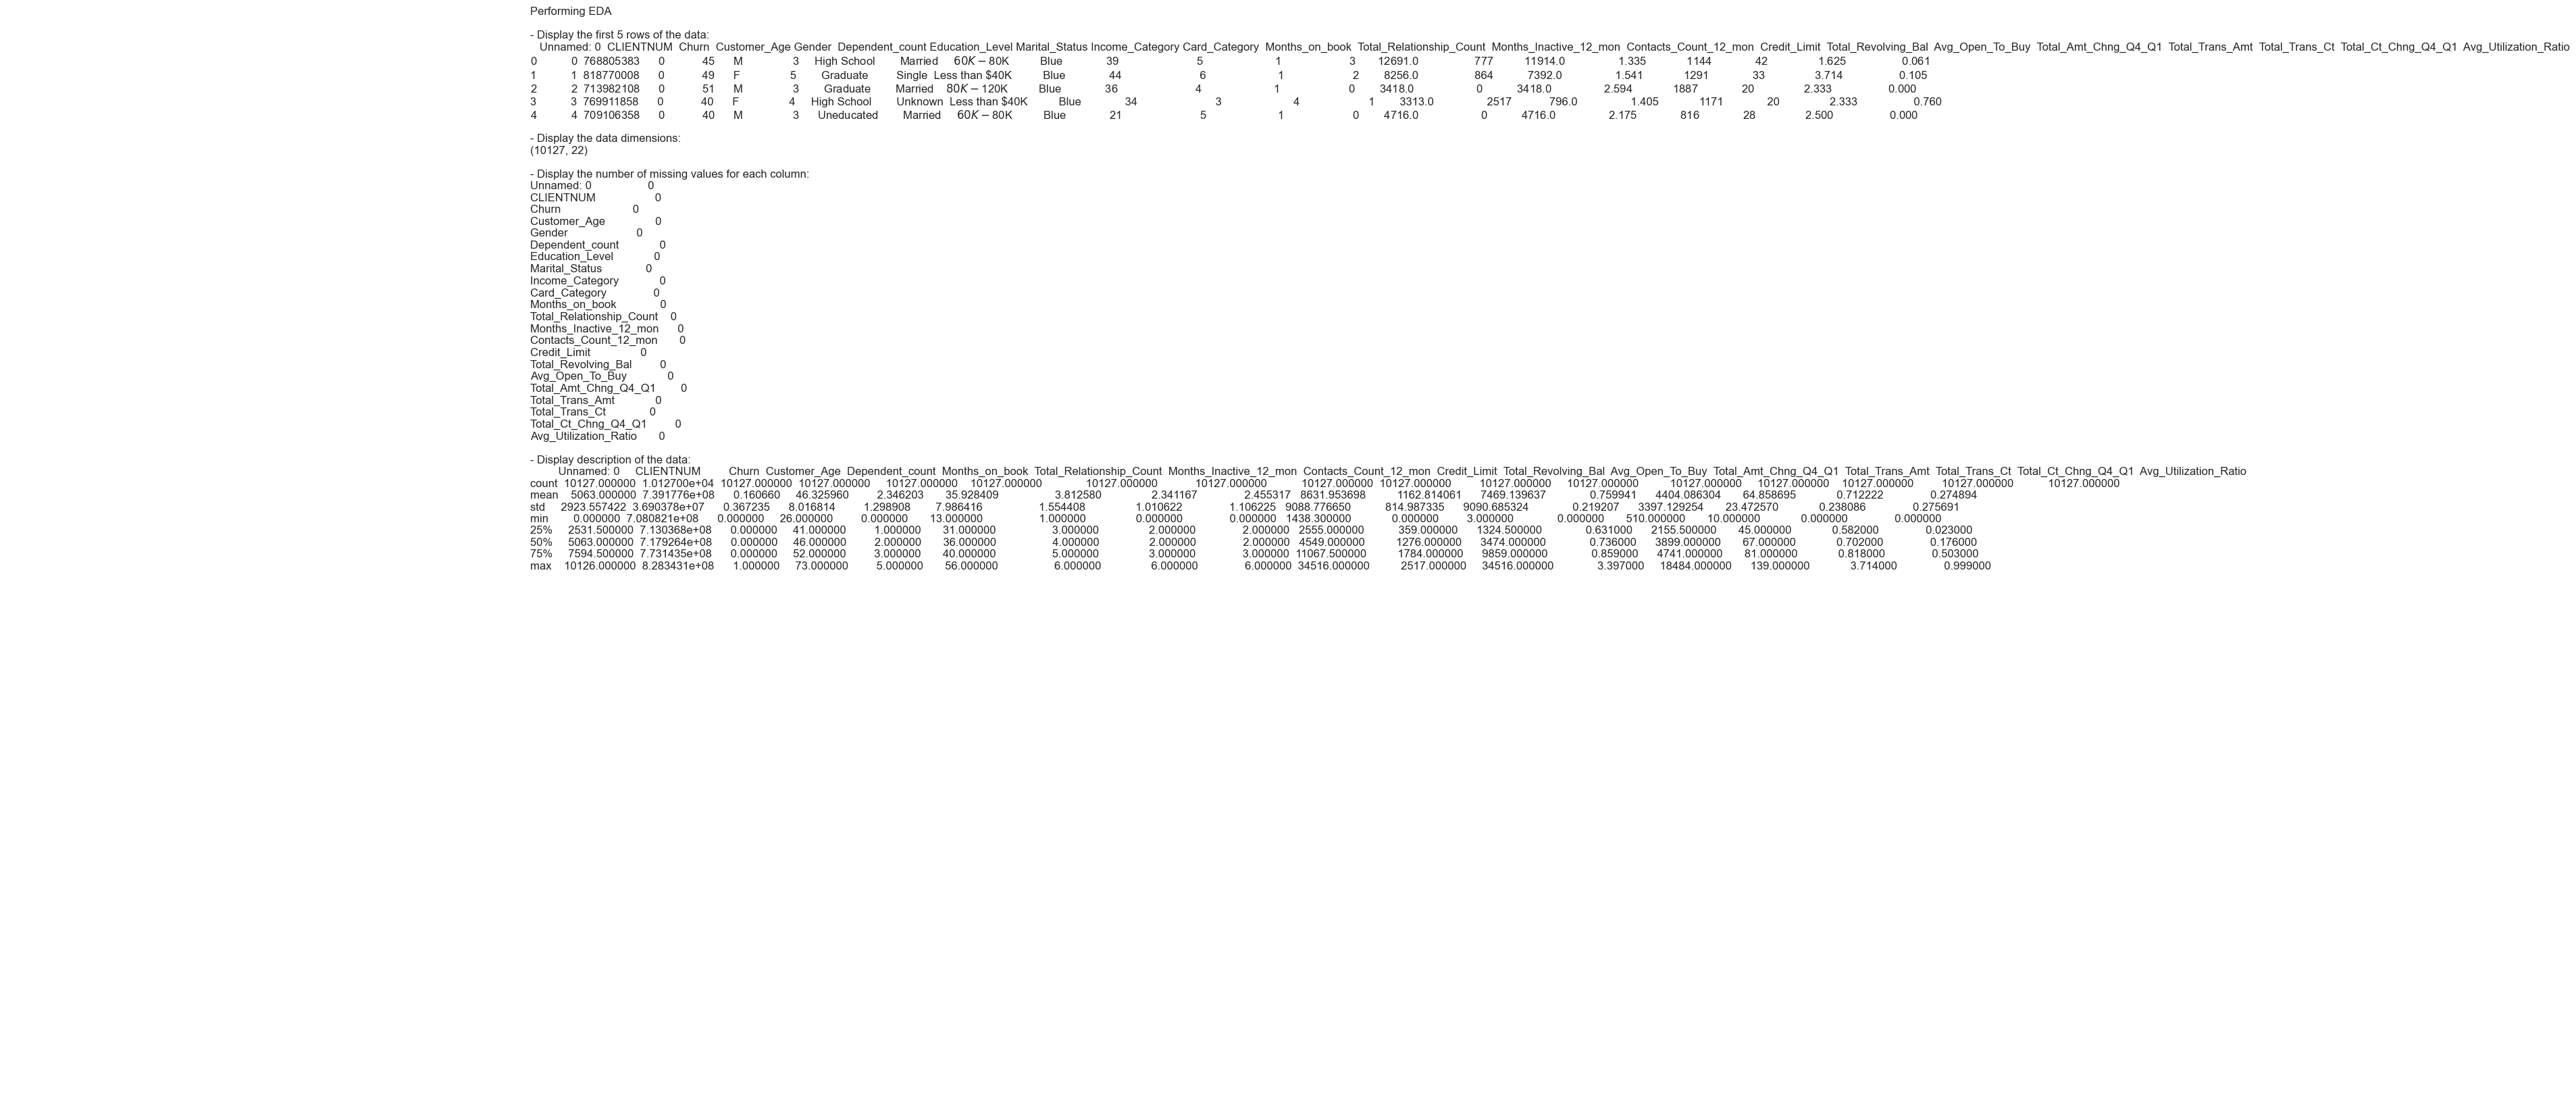 Performing EDA
- Display the first 5 rows of the data:
Unnamed: 0 CLIENTNUM Churn Customer_Age Gender Dependent_count Education_Level Marital_Status Income_Category Card_Category Months_on_book Total_Relationship_Count Months_Inactive_12_mon Contacts_Count_12_mon Credit_Limit Total_Revolving_Bal Avg_Open_To_Buy Total_Amt_Chng_Q4_Q1 Total_Trans_Amt Total_Trans_Ct Total_Ct_Chng_Q4_Q1 Avg_Utilization_Ratio
0 0 768805383 0 45 M 3 High School Married 60K − 80K Blue 39 5 1 3 12691.0 777 11914.0 1.335 1144 42 1.625 0.061
1 1 818770008 0 49 F 5 Graduate Single Less than $40K Blue 44 6 1 2 8256.0 864 7392.0 1.541 1291 33 3.714 0.105
2 2 713982108 0 51 M 3 Graduate Married 80K − 120K Blue 36 4 1 0 3418.0 0 3418.0 2.594 1887 20 2.333 0.000
3 3 769911858 0 40 F 4 High School Unknown Less than $40K Blue 34 3 4 1 3313.0 2517 796.0 1.405 1171 20 2.333 0.760
4 4 709106358 0 40 M 3 Uneducated Married 60K − 80K Blue 21 5 1 0 4716.0 0 4716.0 2.175 816 28 2.500 0.000
- Display the data dimensions:
(10127, 22)
- Display the number of missing values for each column:
Unnamed: 0 0
CLIENTNUM 0
Churn 0
Customer_Age 0
Gender 0
Dependent_count 0
Education_Level 0
Marital_Status 0
Income_Category 0
Card_Category 0
Months_on_book 0
Total_Relationship_Count 0
Months_Inactive_12_mon 0
Contacts_Count_12_mon 0
Credit_Limit 0
Total_Revolving_Bal 0
Avg_Open_To_Buy 0
Total_Amt_Chng_Q4_Q1 0
Total_Trans_Amt 0
Total_Trans_Ct 0
Total_Ct_Chng_Q4_Q1 0
Avg_Utilization_Ratio 0
- Display description of the data:
Unnamed: 0 CLIENTNUM Churn Customer_Age Dependent_count Months_on_book Total_Relationship_Count Months_Inactive_12_mon Contacts_Count_12_mon Credit_Limit Total_Revolving_Bal Avg_Open_To_Buy Total_Amt_Chng_Q4_Q1 Total_Trans_Amt Total_Trans_Ct Total_Ct_Chng_Q4_Q1 Avg_Utilization_Ratio
count 10127.000000 1.012700e+04 10127.000000 10127.000000 10127.000000 10127.000000 10127.000000 10127.000000 10127.000000 10127.000000 10127.000000 10127.000000 10127.000000 10127.000000 10127.000000 10127.000000 10127.000000
mean 5063.000000 7.391776e+08 0.160660 46.325960 2.346203 35.928409 3.812580 2.341167 2.455317 8631.953698 1162.814061 7469.139637 0.759941 4404.086304 64.858695 0.712222 0.274894
std 2923.557422 3.690378e+07 0.367235 8.016814 1.298908 7.986416 1.554408 1.010622 1.106225 9088.776650 814.987335 9090.685324 0.219207 3397.129254 23.472570 0.238086 0.275691
min 0.000000 7.080821e+08 0.000000 26.000000 0.000000 13.000000 1.000000 0.000000 0.000000 1438.300000 0.000000 3.000000 0.000000 510.000000 10.000000 0.000000 0.000000
25% 2531.500000 7.130368e+08 0.000000 41.000000 1.000000 31.000000 3.000000 2.000000 2.000000 2555.000000 359.000000 1324.500000 0.631000 2155.500000 45.000000 0.582000 0.023000
50% 5063.000000 7.179264e+08 0.000000 46.000000 2.000000 36.000000 4.000000 2.000000 2.000000 4549.000000 1276.000000 3474.000000 0.736000 3899.000000 67.000000 0.702000 0.176000
75% 7594.500000 7.731435e+08 0.000000 52.000000 3.000000 40.000000 5.000000 3.000000 3.000000 11067.500000 1784.000000 9859.000000 0.859000 4741.000000 81.000000 0.818000 0.503000
max 10126.000000 8.283431e+08 1.000000 73.000000 5.000000 56.000000 6.000000 6.000000 6.000000 34516.000000 2517.000000 34516.000000 3.397000 18484.000000 139.000000 3.714000 0.999000